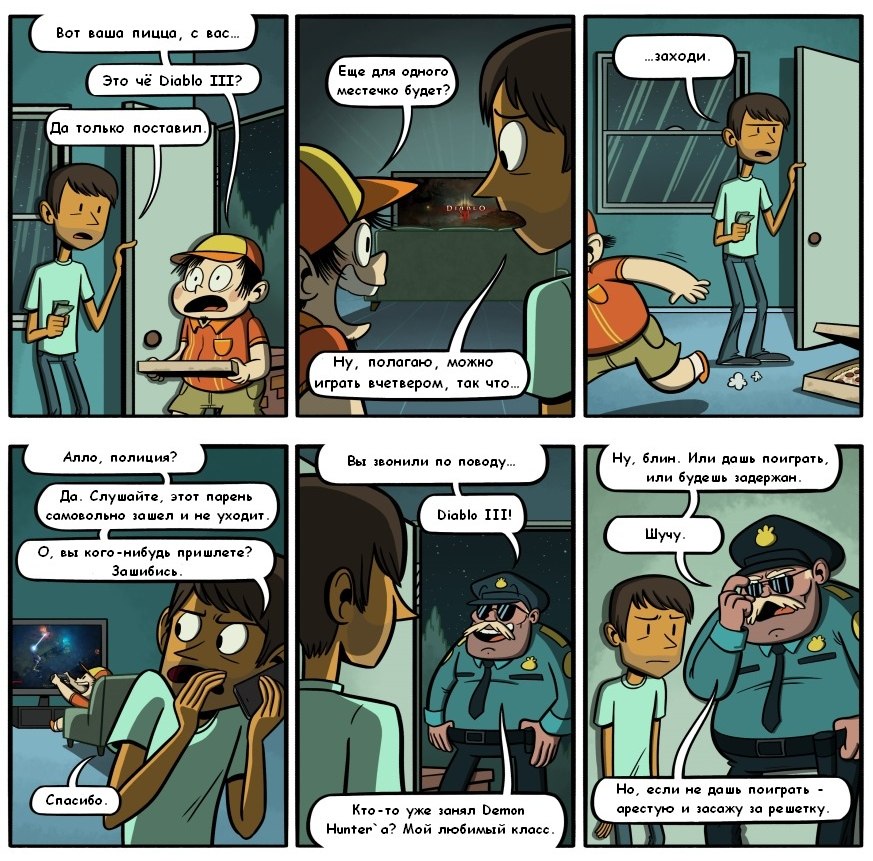 Вот ваша пицца, с вас...
Это чё Diablo III?
Да только поставил.
Еще для одного
местечко будет?
DIABLO
Ну, полагаю, можно
играть вчетвером, так что...
...заходи.
Алло, полиция?
Да. Слушайте, этот парень
самовольно зашел и не уходит.
О, вы кого-нибудь пришлете?
Зашибись.
Спасибо.
Вы звонили по поводу...
Diablo III!
Кто-то уже занял Demon
Hunter`а? Мой любимый класс.
Ну, блин. Или дашь поиграть,
или будешь задержан.
Шучу.
Но, если не дашь поиграть -
арестую и засажу за решетку.